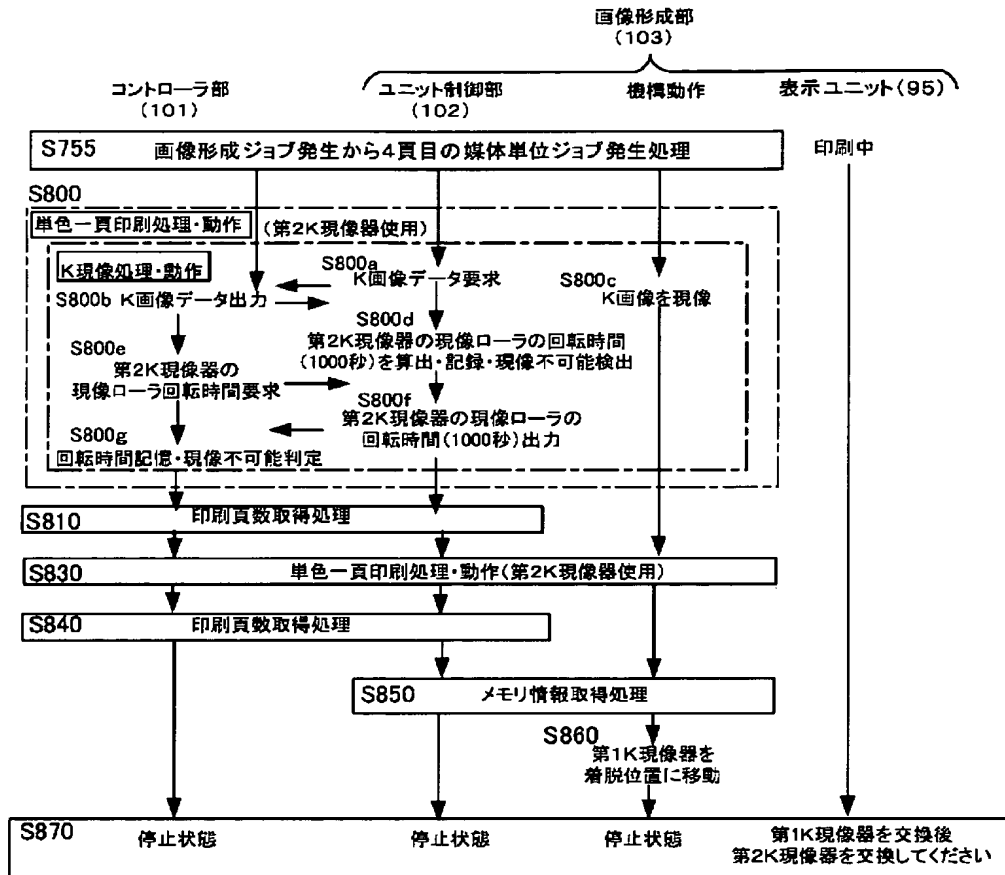 画像形成部
(103)
コントローラ部
(101)
ユニット制御部
(102)
機構動作
表示ユニット(95)
S755 画像形成ジョブ発生から4頁目の媒体単位ジョブ発生処理
印刷中
S800
単色一頁印刷処理・動作 (第2K現像器使用)
K現像処理・動作
S800a
K画像データ要求
S800b K画像データ出力
S800c
K画像を現像
S800d
第2K現像器の現像ローラの回転時間
(1000秒)を算出・記録・現像不可能検出
S800e
第2K現像器の
現像ローラ回転時間要求
S800f
第2K現像器の現像ローラの
回転時間(1000秒)出力
S800g
回転時間記憶・現像不可能判定
S810 印刷頁数取得処理
S830 単色一頁印刷処理・動作(第2K現像器使用)
S840 印刷頁数取得処理
S850 メモリ情報取得処理
S860
第1K現像器を
着脱位置に移動
S870
停止状態
停止状態
停止状態
第1K現像器を交換後
第2K現像器を交換してください